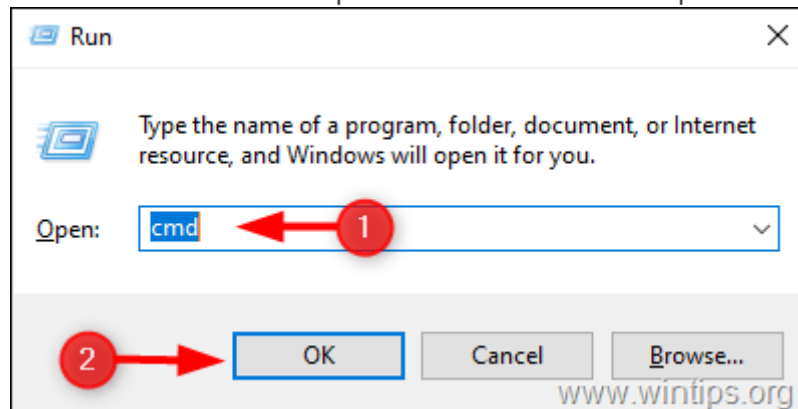 Run
Type the name of a program, folder, document, or Internet
resource, and Windows will open it for you.
Open:
cmd
1
2
OK
Cancel
Browse...
www.wintips.org